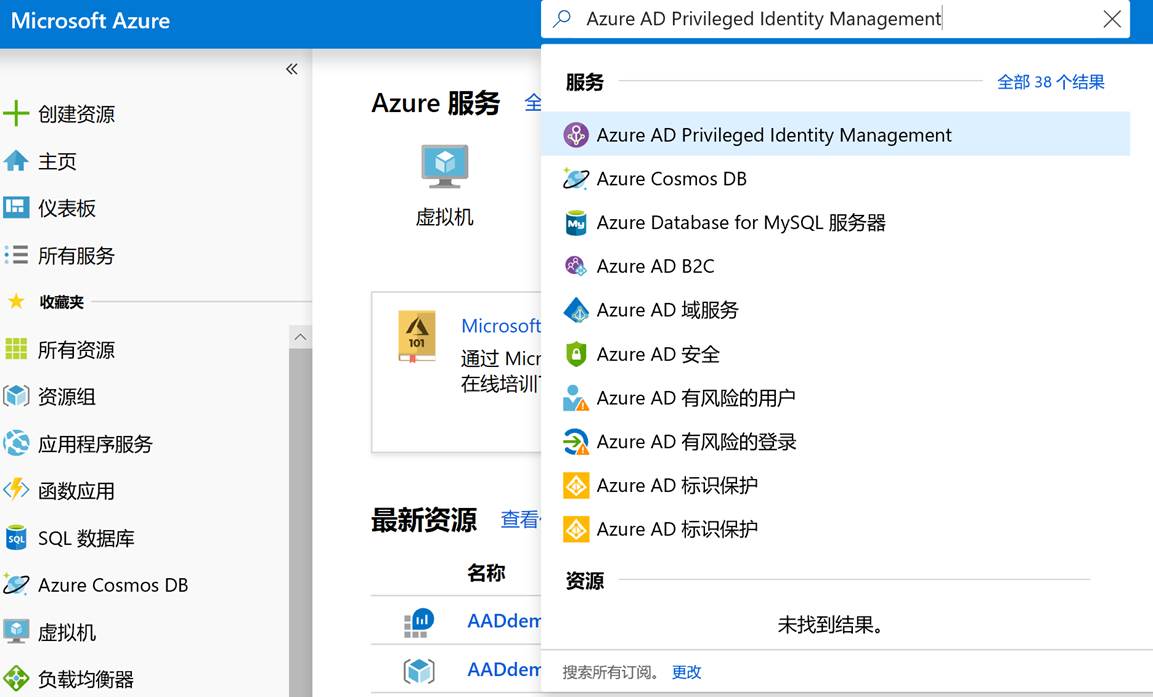 Microsoft Azure
Azure AD Privileged Identity Management
创建资源
主页
仪表板
所有服务
收藏夹
所有资源
资源组
应用程序服务
函数应用
SQL 数据库
Azure Cosmos DB
虚拟机
负载均衡器
Azure 服务 全
虚拟机
101
Microsoft
通过 Micr
在线培训
最新资源 查看
名称
AADdem
AADdem
服务 全部 38 个结果
Azure AD Privileged Identity Management
Azure Cosmos DB
My Azure Database for MySQL 服务器
Azure AD B2C
Azure AD 域服务
Azure AD 安全
Azure AD 有风险的用户
Azure AD 有风险的登录
Azure AD 标识保护
Azure AD 标识保护
资源
未找到结果。
搜索所有订阅。 更改